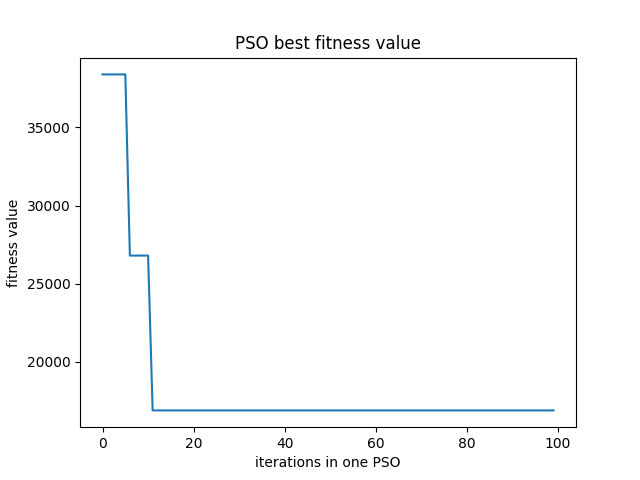 PSO best fitness value
35000
30000
25000
20000
fitness value
0 20 40 60 80 100
iterations in one PSO